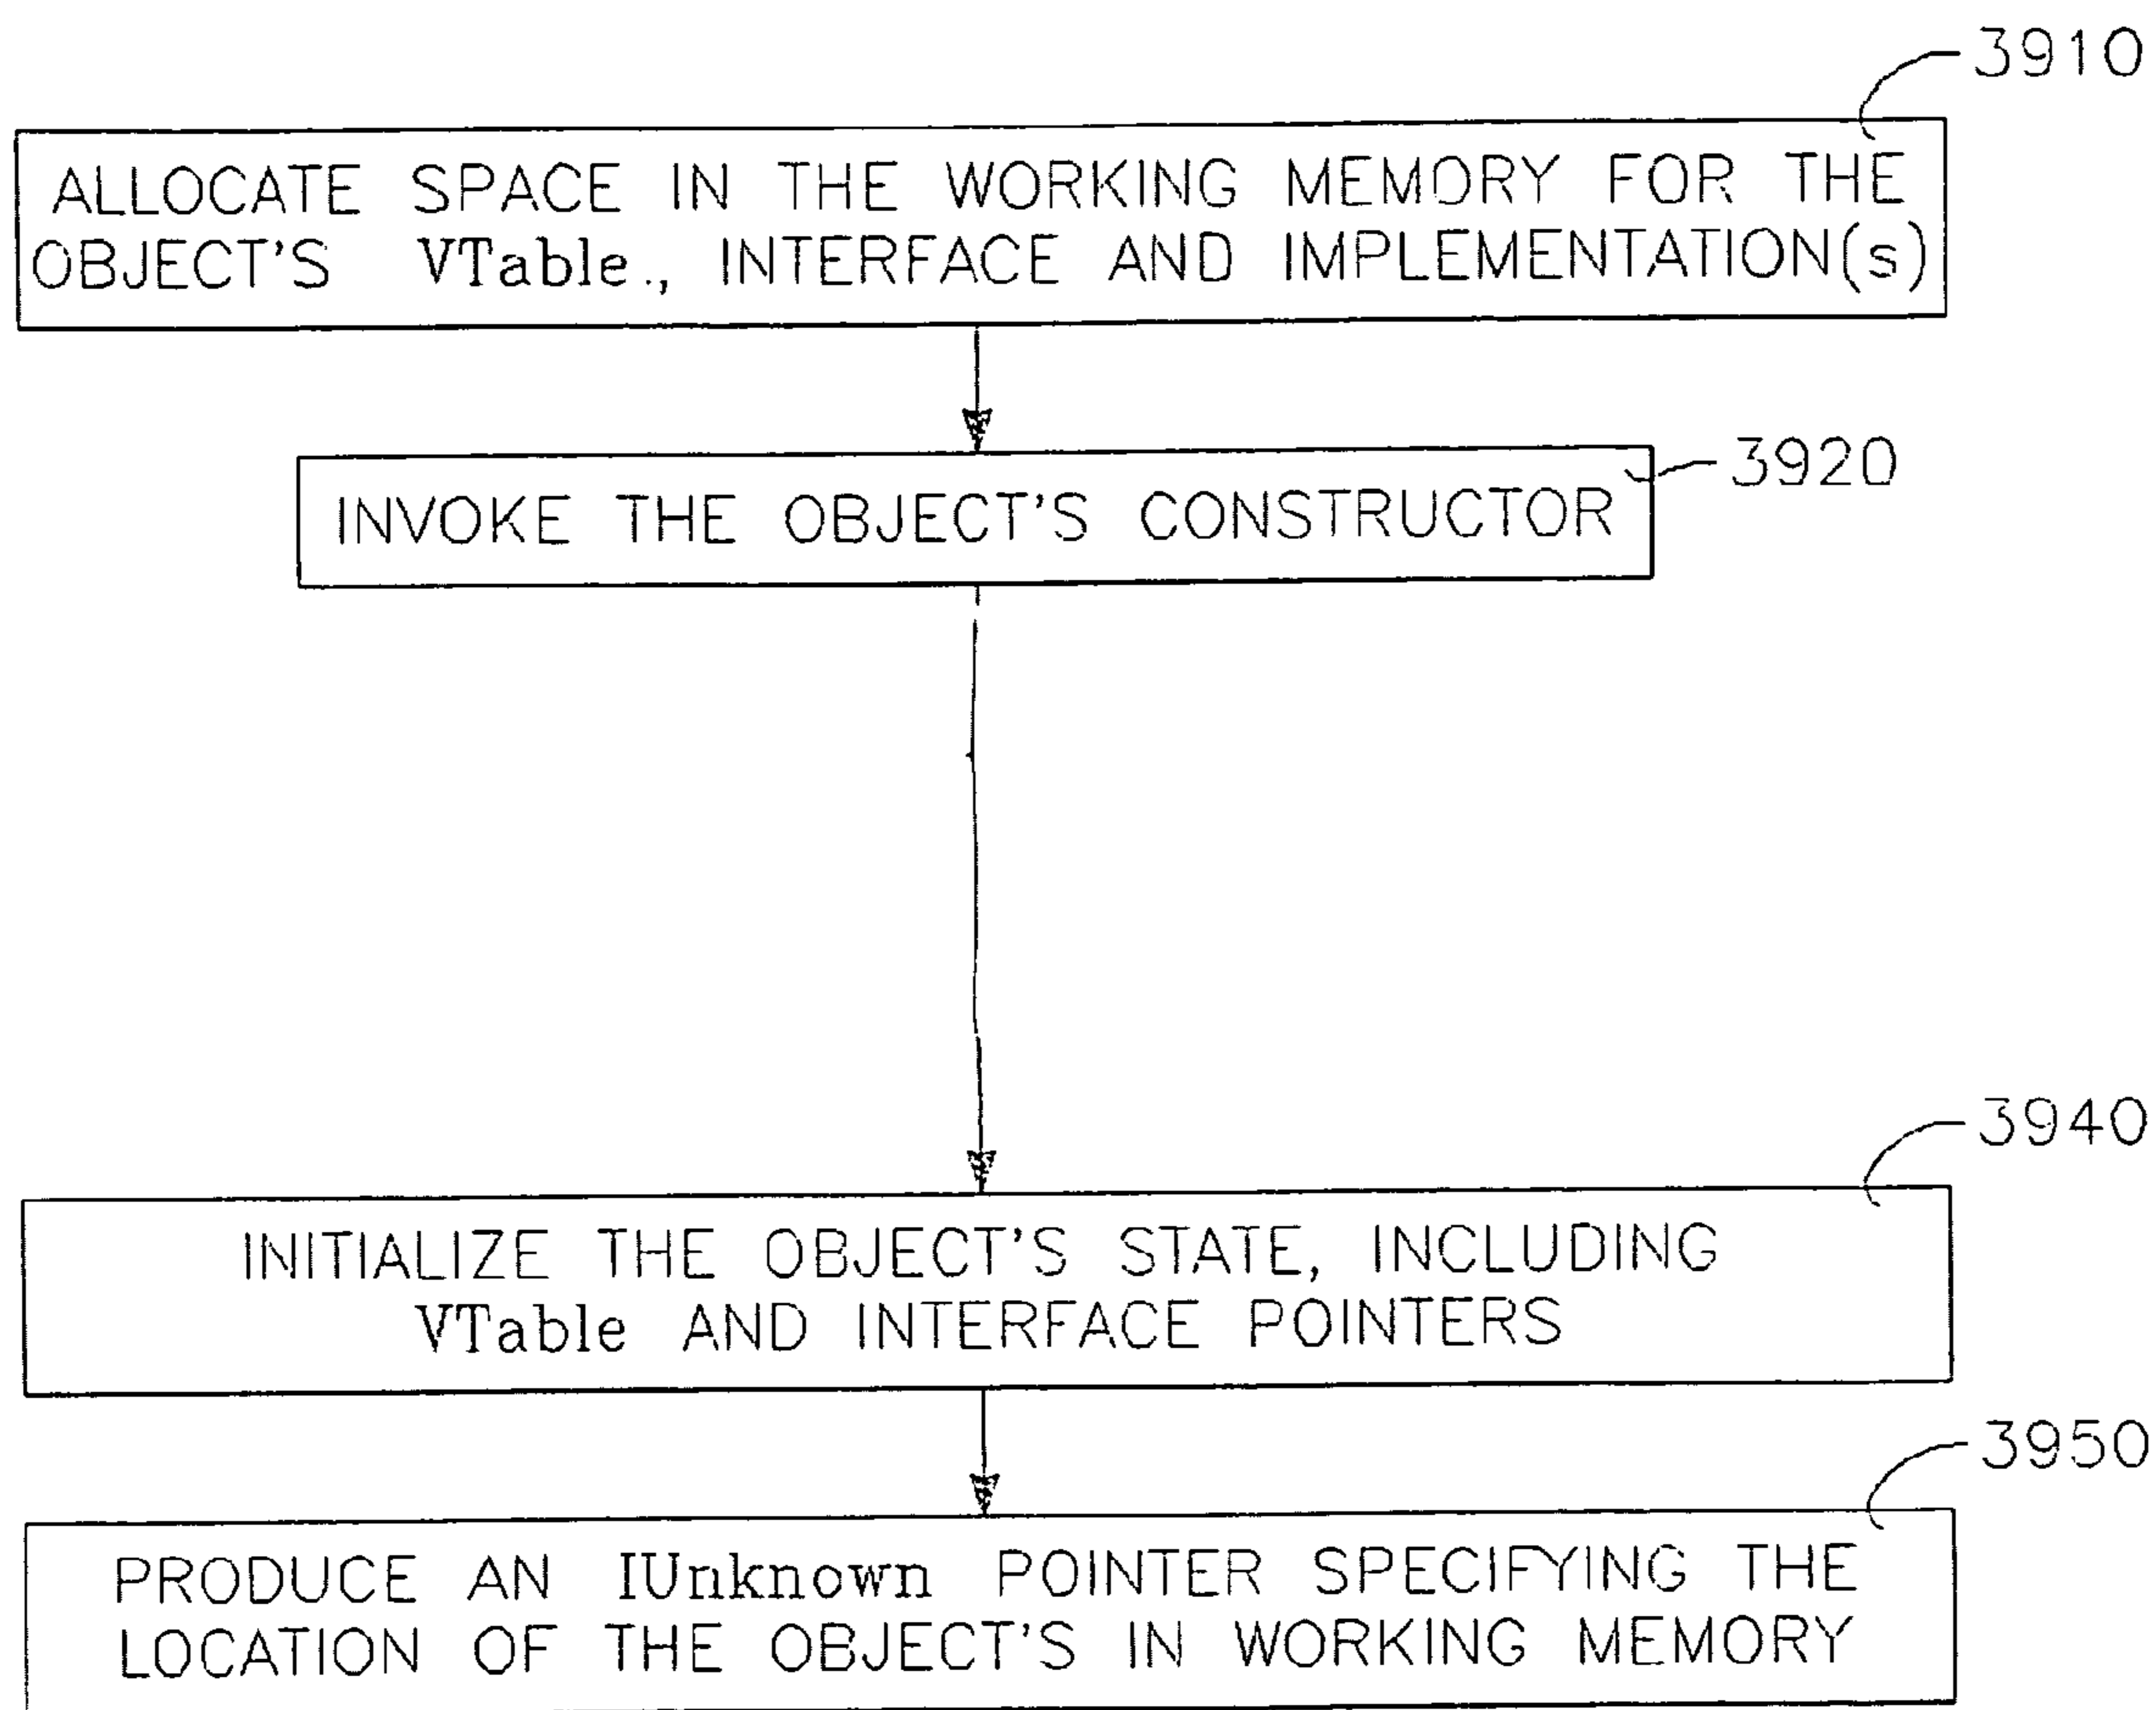 3910
ALLOCATE SPACE IN THE WORKING MEMORY FOR THE
OBJECT'S VTable., INTERFACE AND IMPLEMENTATION(s)
3920
INVOKE THE OBJECT'S CONSTRUCTOR
3940
INITIALIZE THE OBJECT'S STATE, INCLUDING
VTable AND INTERFACE POINTERS
3950
PRODUCE AN IUnknown POINTER SPECIFYING THE
LOCATION OF THE OBJECT'S IN WORKING MEMORY